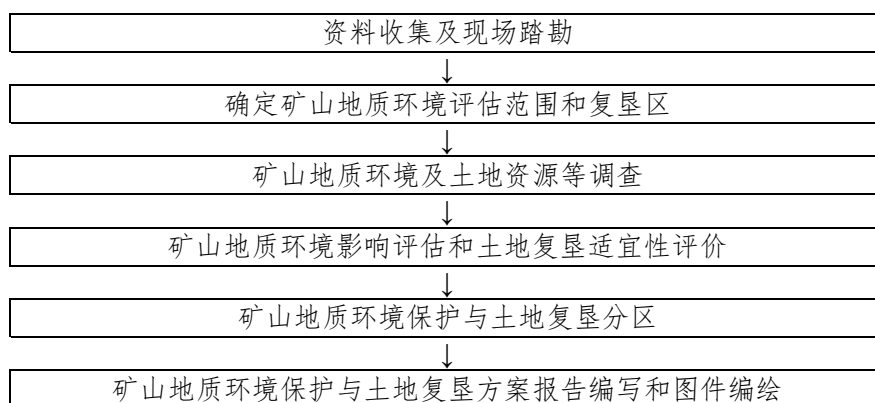 资料收集及现场踏勘
↓
确定矿山地质环境评估范围和复垦区
↓
矿山地质环境及土地资源等调查
↓
矿山地质环境影响评估和土地复垦适宜性评价
↓
矿山地质环境保护与土地复垦分区
↓
矿山地质环境保护与土地复垦方案报告编写和图件编绘